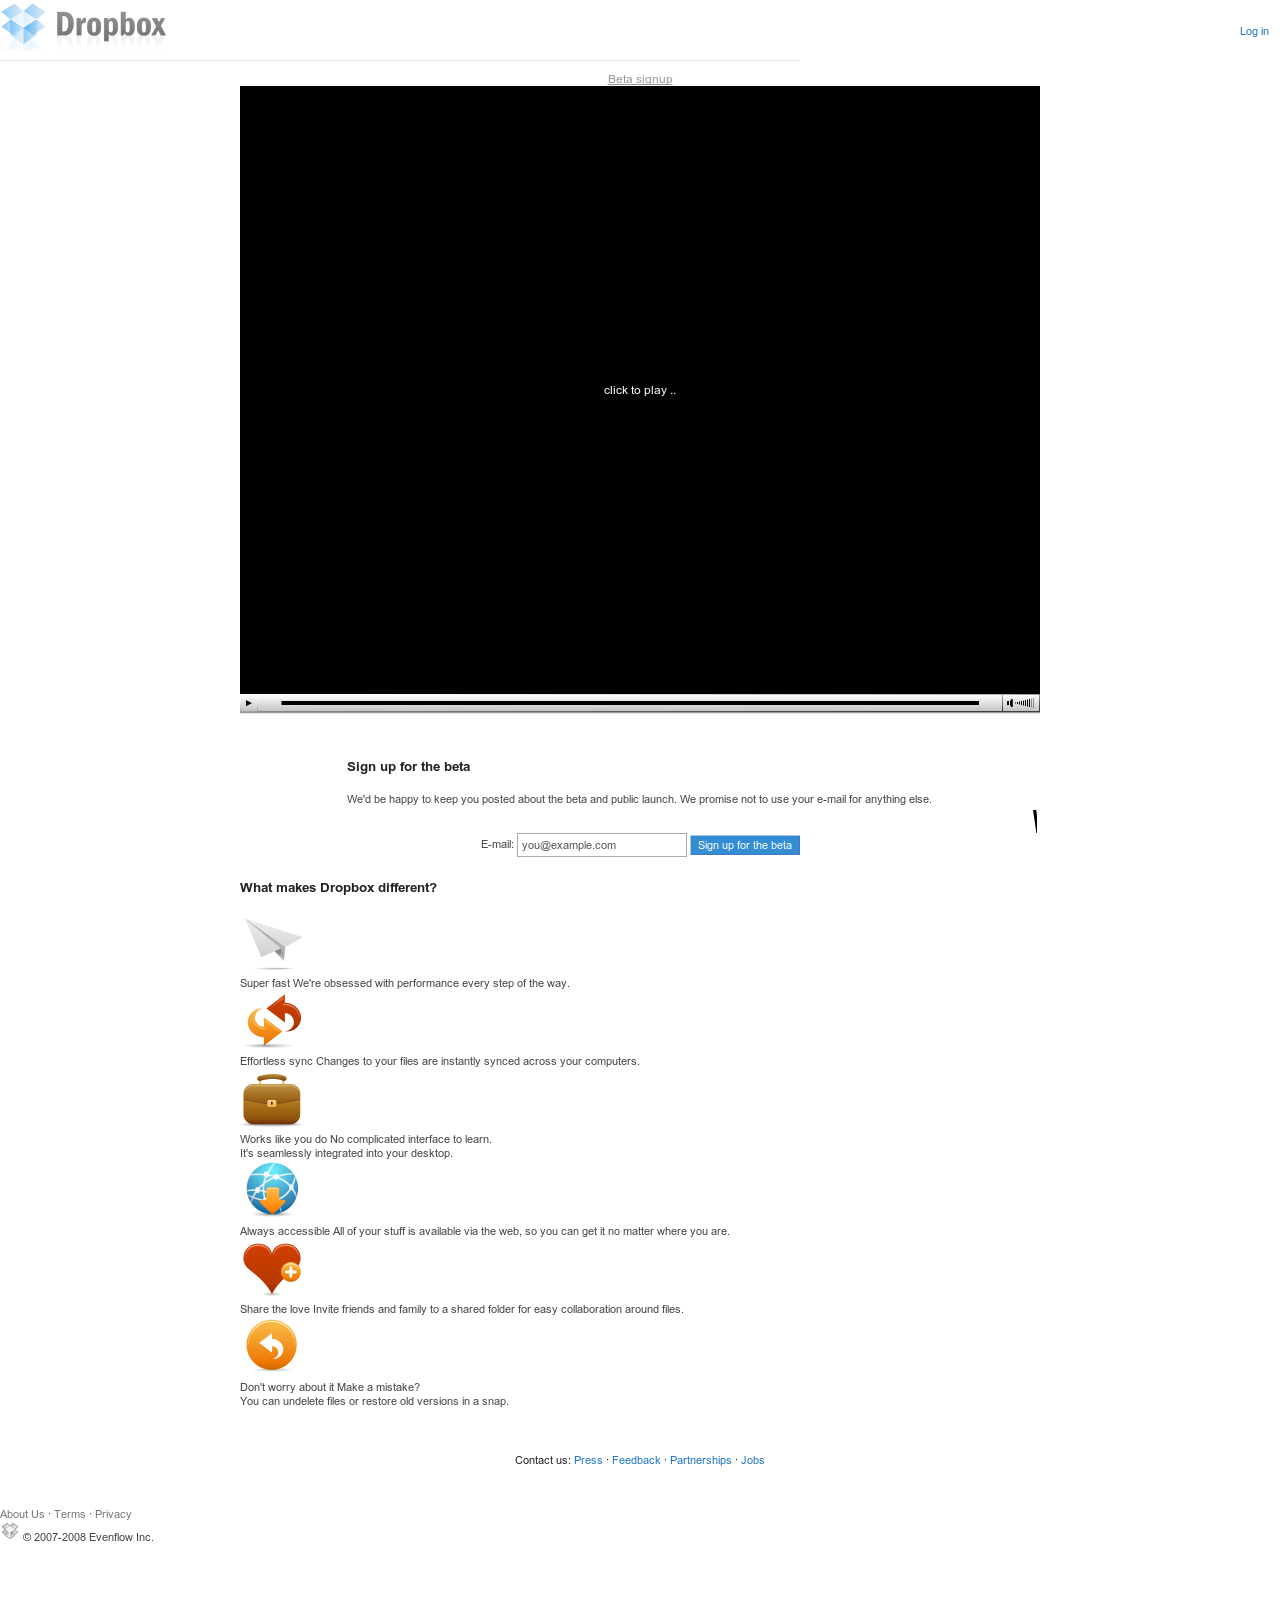 Dropbox
Log in
Beta signup
click to play ..
Sign up for the beta
We'd be happy to keep you posted about the beta and public launch. We promise not to use your e-mail for anything else.
E-mail: you@example.com Sign up for the beta
What makes Dropbox different?
Super fast We're obsessed with performance every step of the way.
Effortless sync Changes to your files are instantly synced across your computers.
Works like you do No complicated interface to learn.
It's seamlessly integrated into your desktop.
Always accessible All of your stuff is available via the web, so you can get it no matter where you are.
Share the love Invite friends and family to a shared folder for easy collaboration around files.
Don't worry about it Make a mistake?
You can undelete files or restore old versions in a snap.
Contact us: Press · Feedback · Partnerships · Jobs
About Us · Terms · Privacy
© 2007-2008 Evenflow Inc.